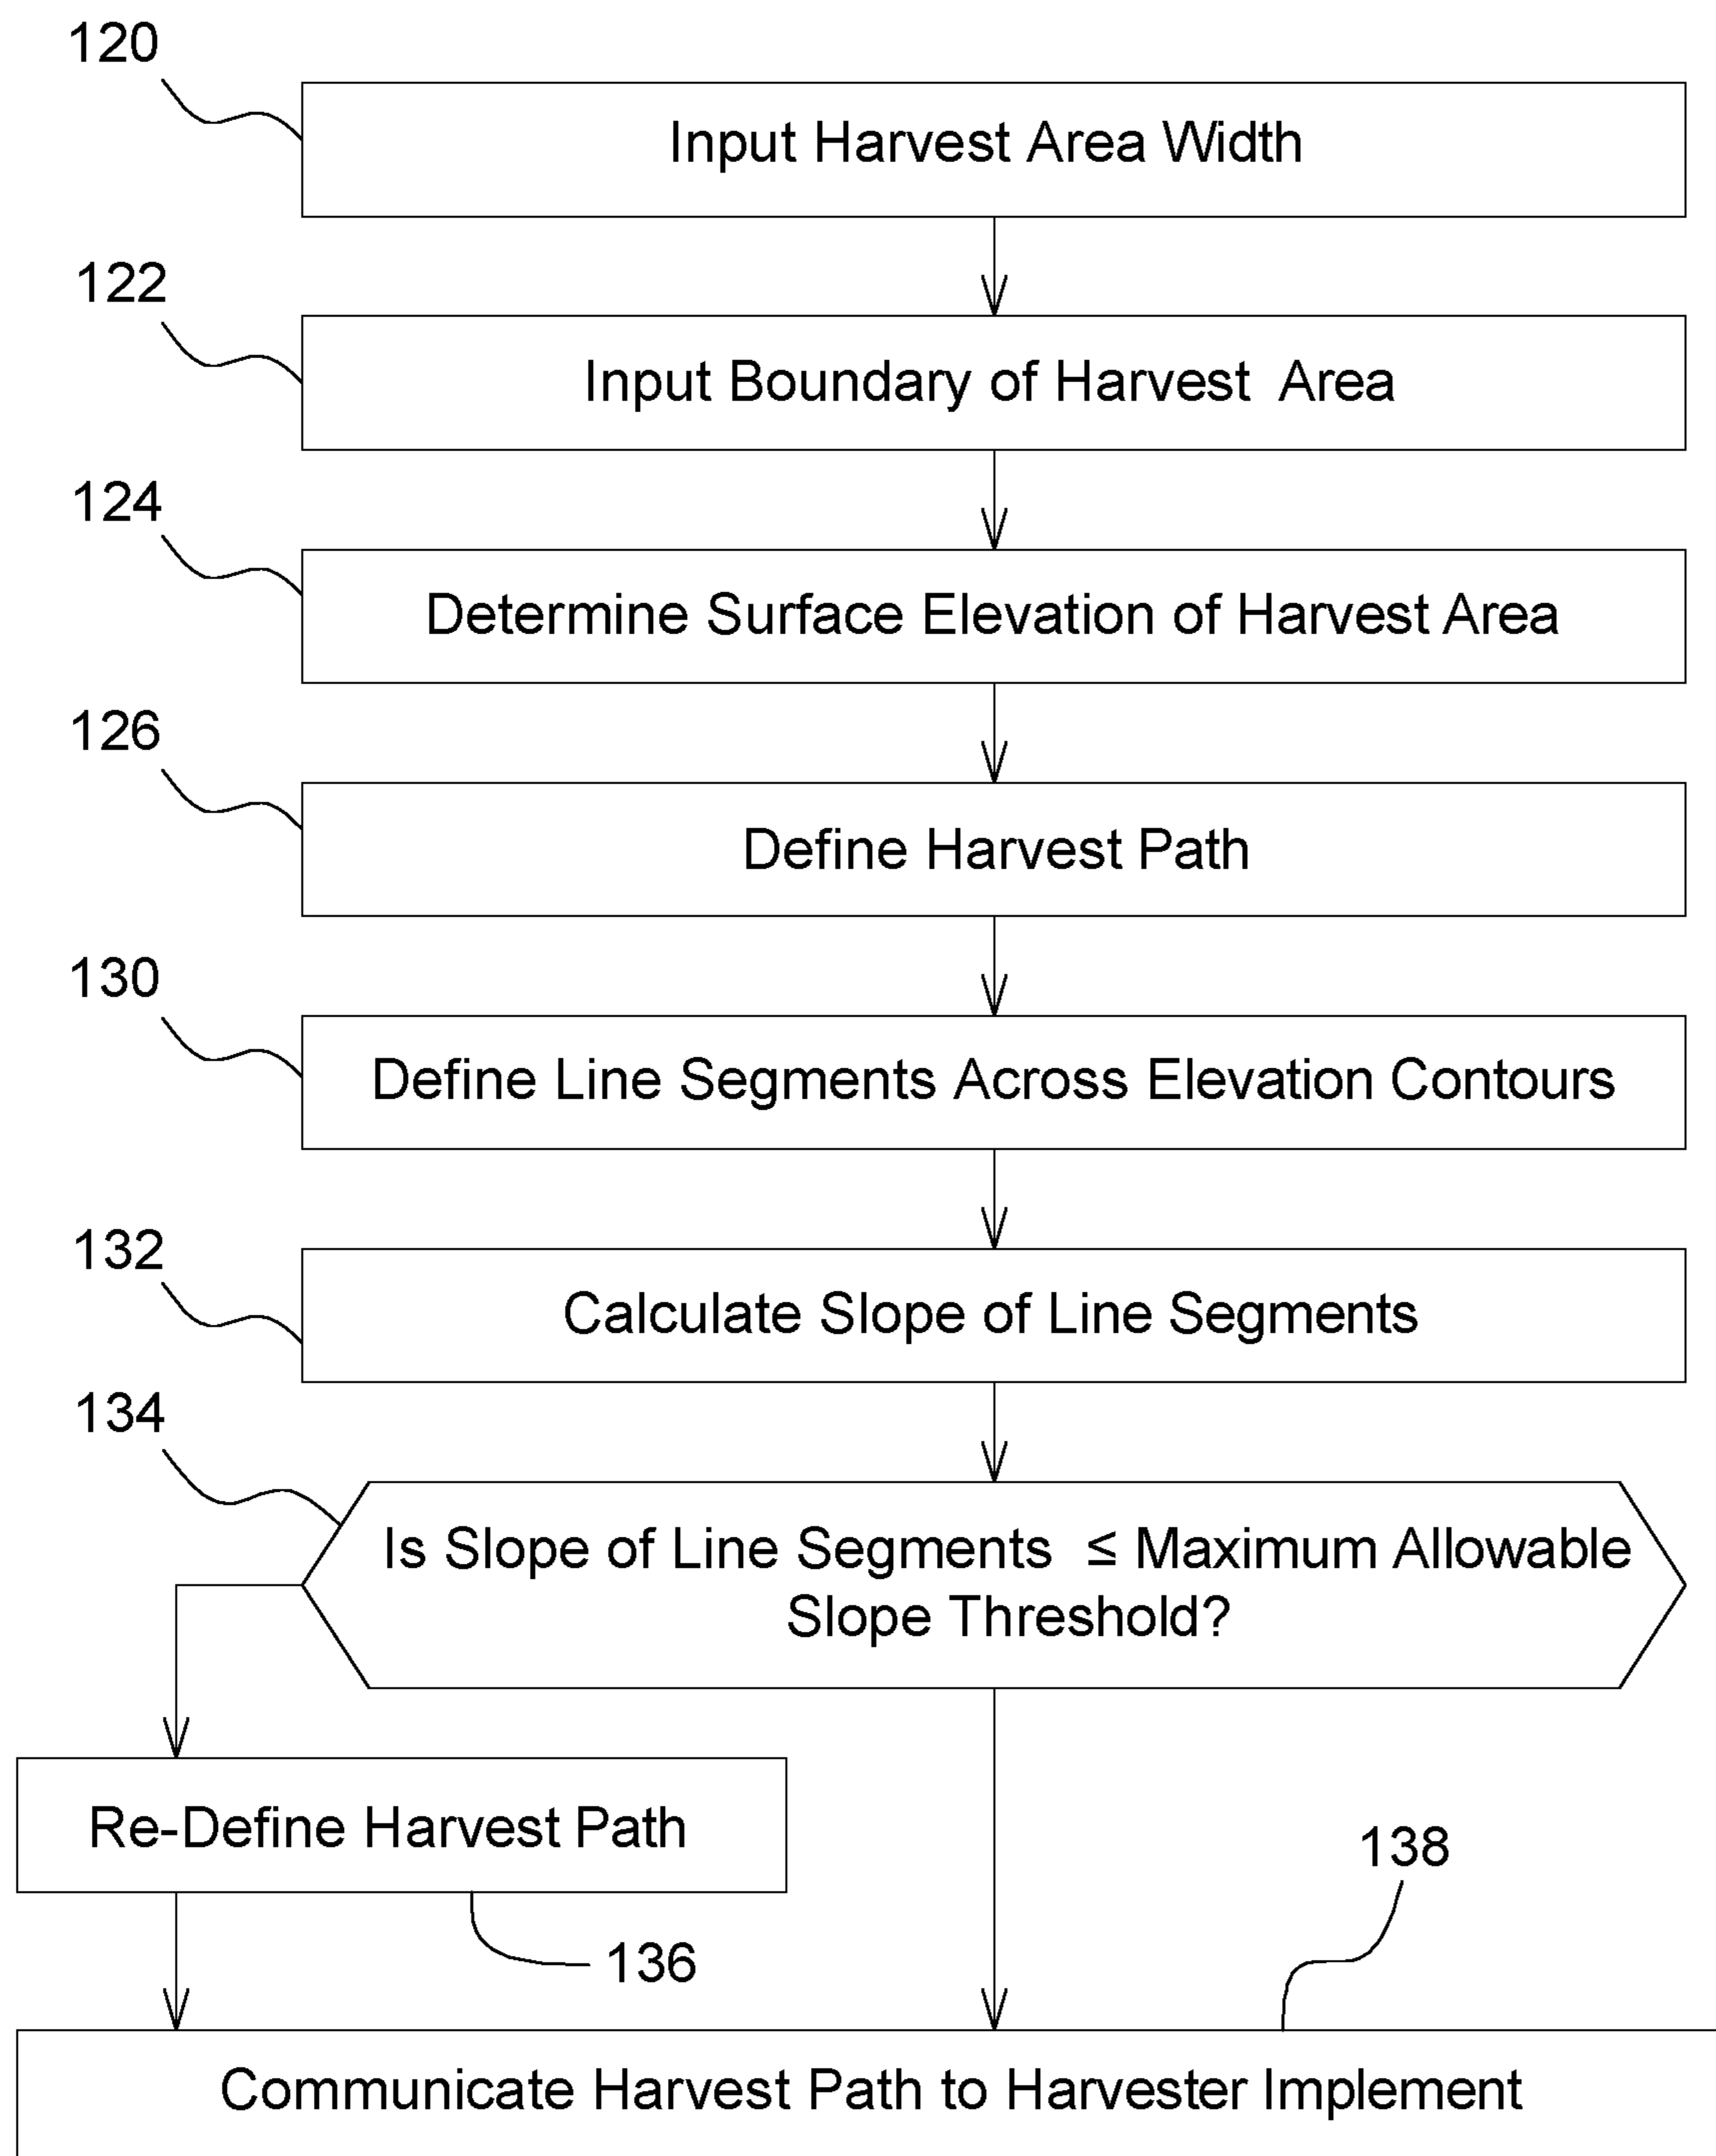 120
Input Harvest Area Width
122
Input Boundary of Harvest Area
124
Determine Surface Elevation of Harvest Area
126
Define Harvest Path
130
Define Line Segments Across Elevation Contours
132
Calculate Slope of Line Segments
134
Is Slope of Line Segments ≤ Maximum Allowable
Slope Threshold?
Re-Define Harvest Path
136
138
Communicate Harvest Path to Harvester Implement